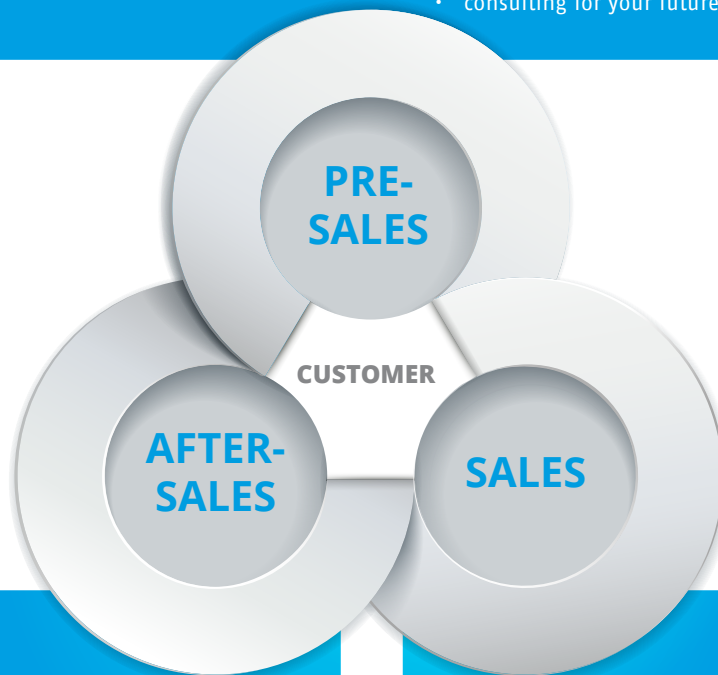 • consulting for your future
PRE-
SALES
CUSTOMER
AFTER-
SALES
SALES